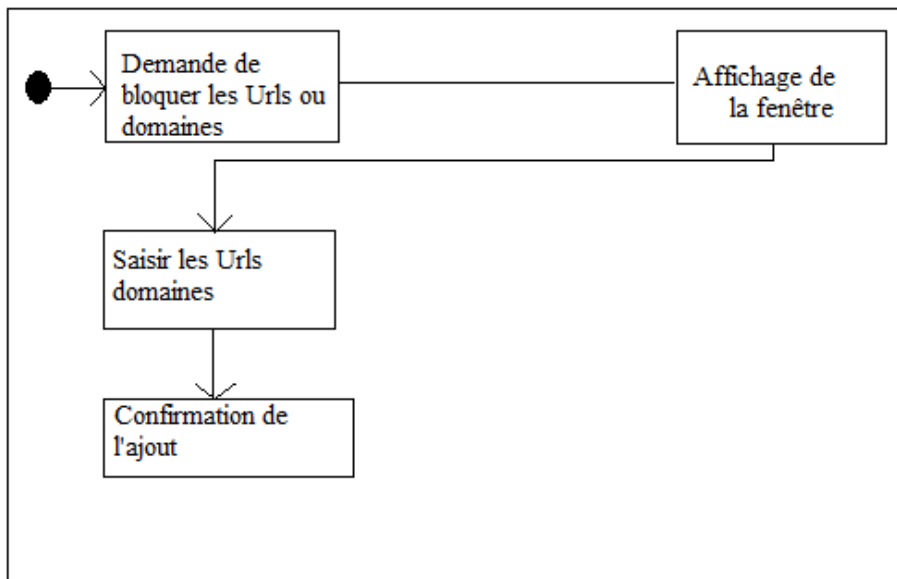 Demande de
bloquer les Urls ou
domaines
Affichage de
la fenêtre
Saisir les Urls
domaines
Confirmation de
l'ajout